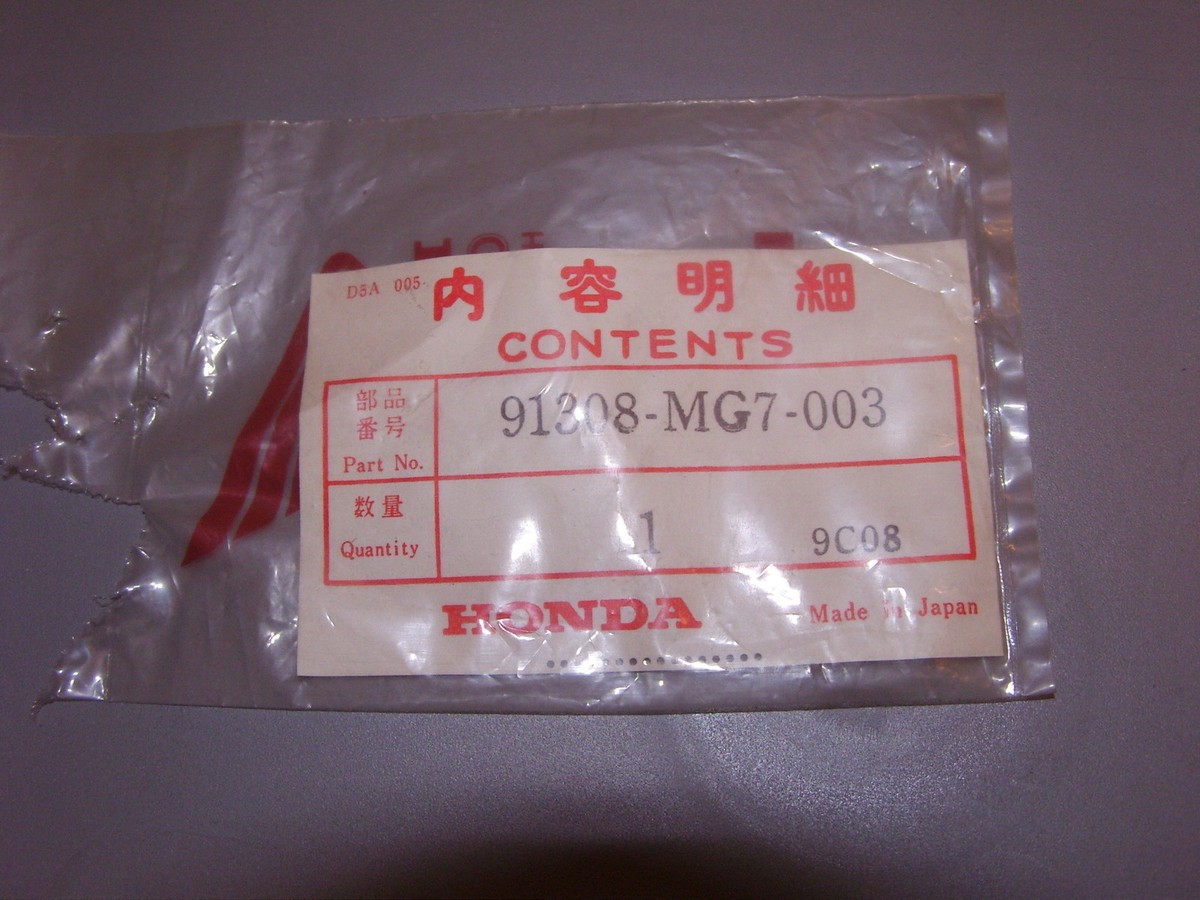 D5A 005
内容明細
CONTENTS
部品
番号
Part No.
91308-MG7-003
数量
Quantity
1
9C08
HONDA
Made in Japan